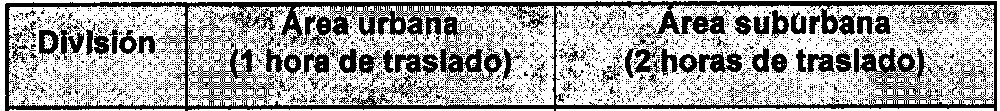 División
Área urbana
(1 hora de traslado)
Área suburbana
(2 horas de traslado)